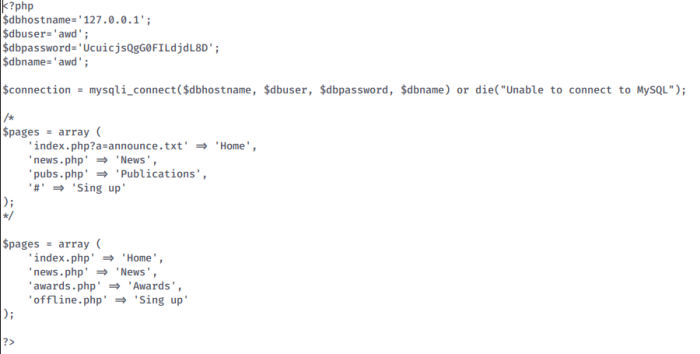 <?php
$dbhostname='127.0.0.1';
$dbuser='awd';
$dbpassword='UcuicjsQgG0FILdjdL8D';
$dbname='awd';
$connection = mysqli_connect($dbhostname, $dbuser, $dbpassword, $dbname) or die("Unable to connect to MySQL");
/*
$pages = array (
    'index.php?a=announce.txt' => 'Home',
    'news.php' => 'News',
    'pubs.php' => 'Publications',
    '#' => 'Sing up'
);
*/
$pages = array (
    'index.php' => 'Home',
    'news.php' => 'News',
    'awards.php' => 'Awards',
    'offline.php' => 'Sing up'
);
?>